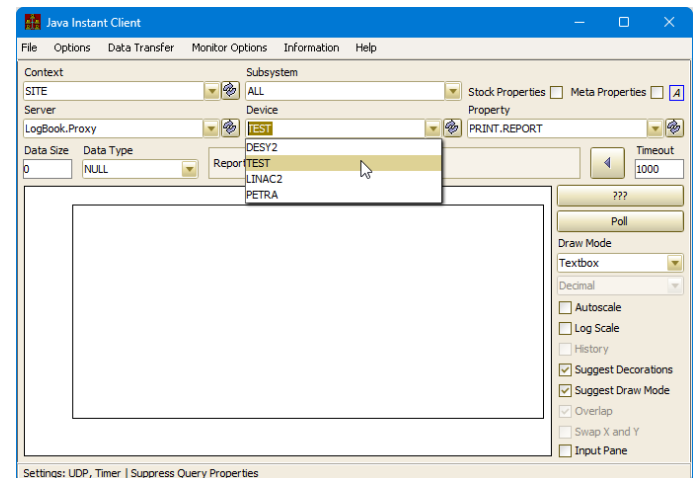 Java Instant Client
File Options Data Transfer Monitor Options Information Help
Context Subsystem
SITE ALL Stock Properties Meta Properties A
Server Device Property
LogBook.Proxy TEST PRINT.REPORT
Data Size Data Type Timeout
0 NULL Report 1000
DESY2
TEST
LINAC2
PETRA
???
Poll
Draw Mode
Textbox
Decimal
Autoscale
Log Scale
History
Suggest Decorations
Suggest Draw Mode
Overlap
Swap X and Y
Input Pane
Settings: UDP, Timer | Suppress Query Properties